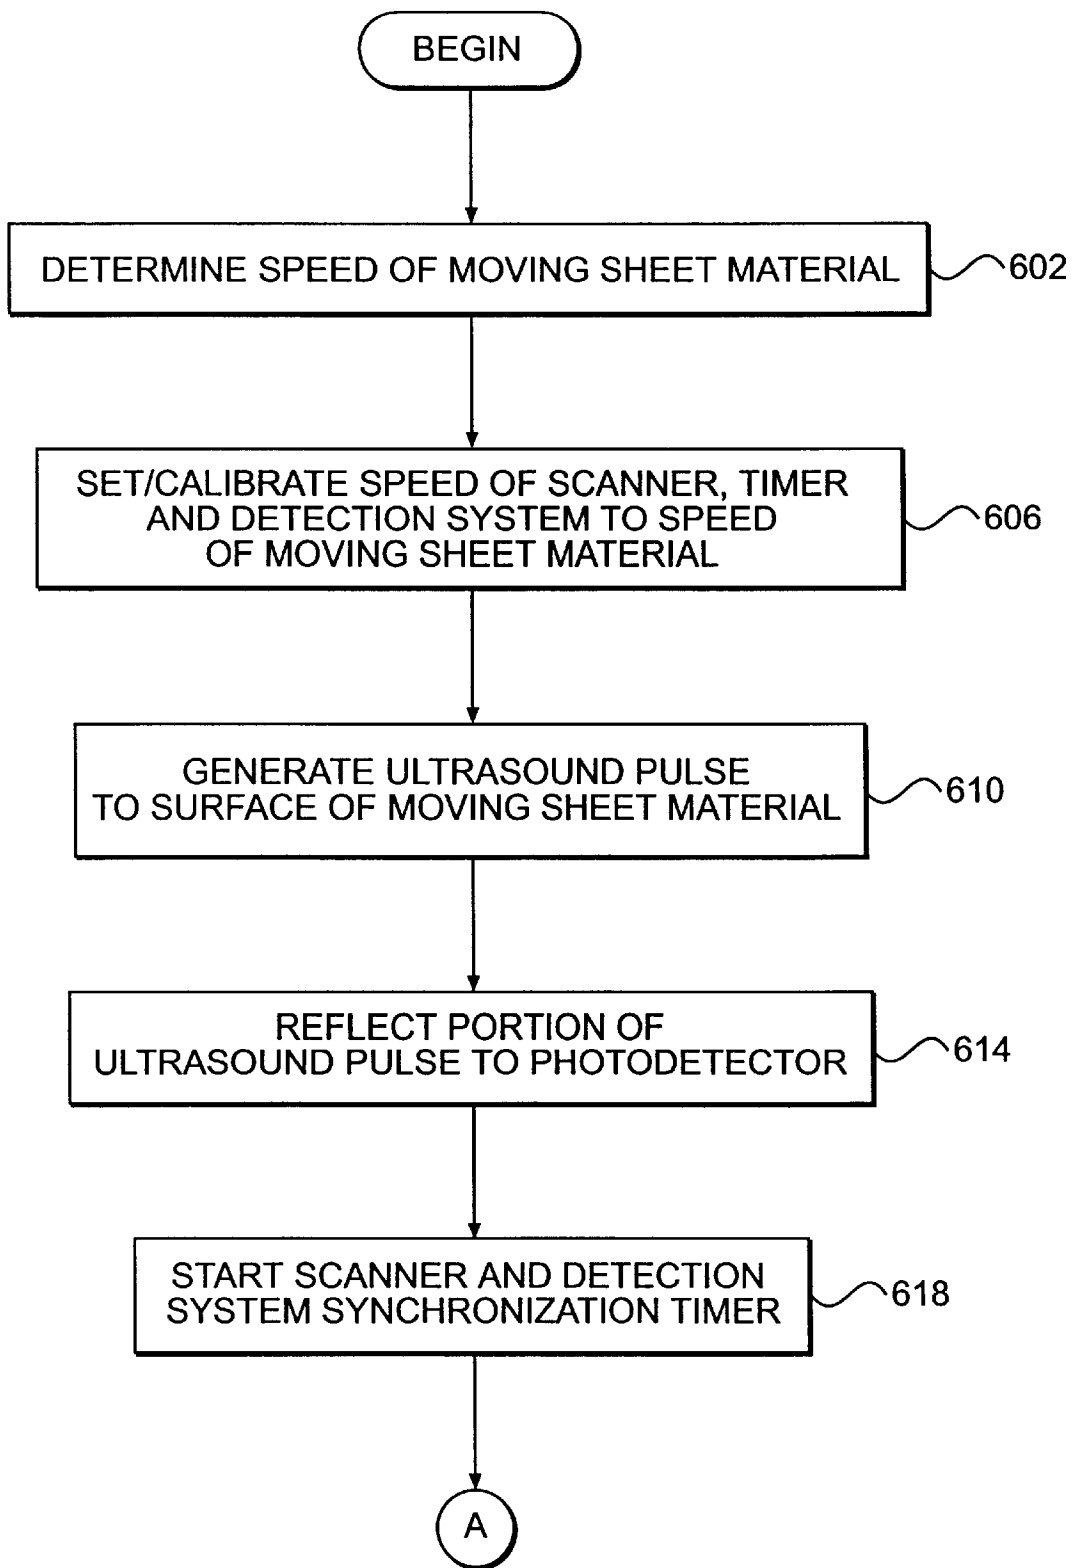 BEGIN
DETERMINE SPEED OF MOVING SHEET MATERIAL
602
SET/CALIBRATE SPEED OF SCANNER, TIMER
AND DETECTION SYSTEM TO SPEED
OF MOVING SHEET MATERIAL
606
GENERATE ULTRASOUND PULSE
TO SURFACE OF MOVING SHEET MATERIAL
610
REFLECT PORTION OF
ULTRASOUND PULSE TO PHOTODETECTOR
614
START SCANNER AND DETECTION
SYSTEM SYNCHRONIZATION TIMER
618
A